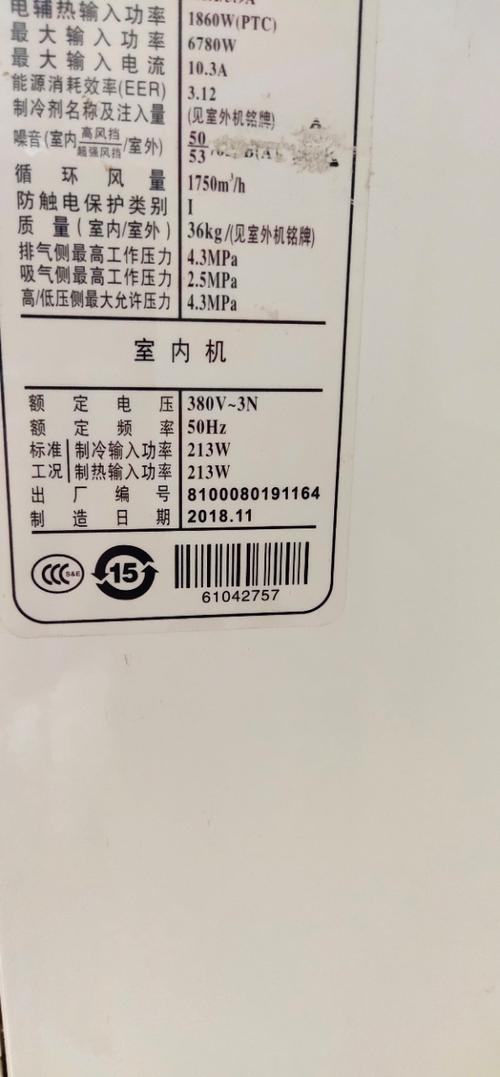 电辅热输入功率 1860W(PTC)
最大输入功率 6780W
最大输入电流 10.3A
能源消耗效率(EER) 3.12
制冷剂名称及注入量 (见室外机铭牌)
噪音(室内高风挡/超强风挡/室外) 50/53
循环风量 1750m³/h
防触电保护类别 I
质量(室内/室外) 36kg/(见室外机铭牌)
排气侧最高工作压力 4.3MPa
吸气侧最高工作压力 2.5MPa
高/低压侧最大允许压力 4.3MPa
室内机
额定电压 380V~3N
额定频率 50Hz
标准 制冷输入功率 213W
工况 制热输入功率 213W
出厂编号 8100080191164
制造日期 2018.11
CCC S&E 15
61042757